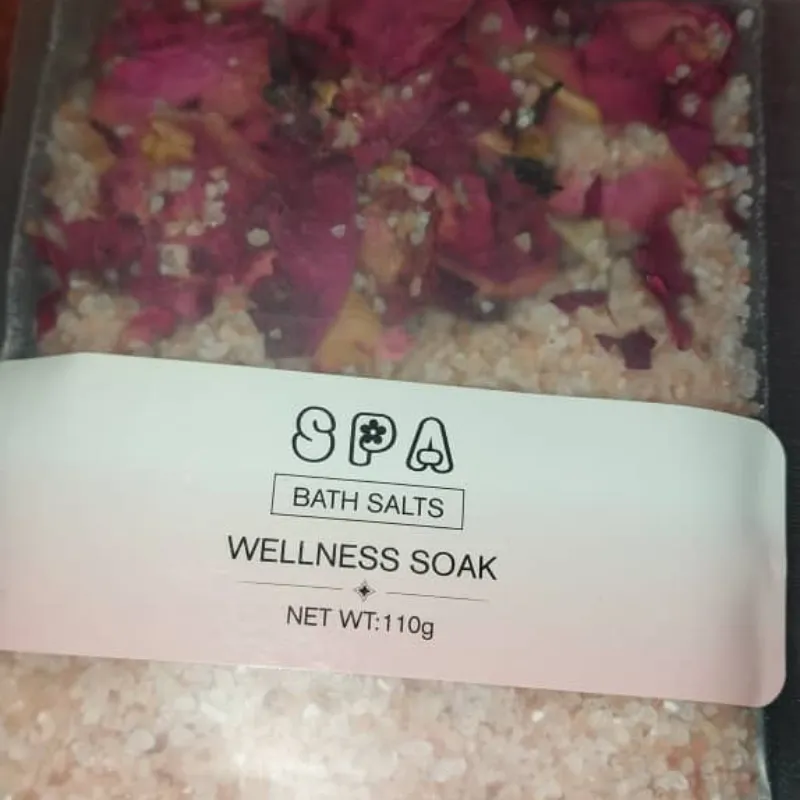 SPA
BATH SALTS
WELLNESS SOAK
NET WT:110g